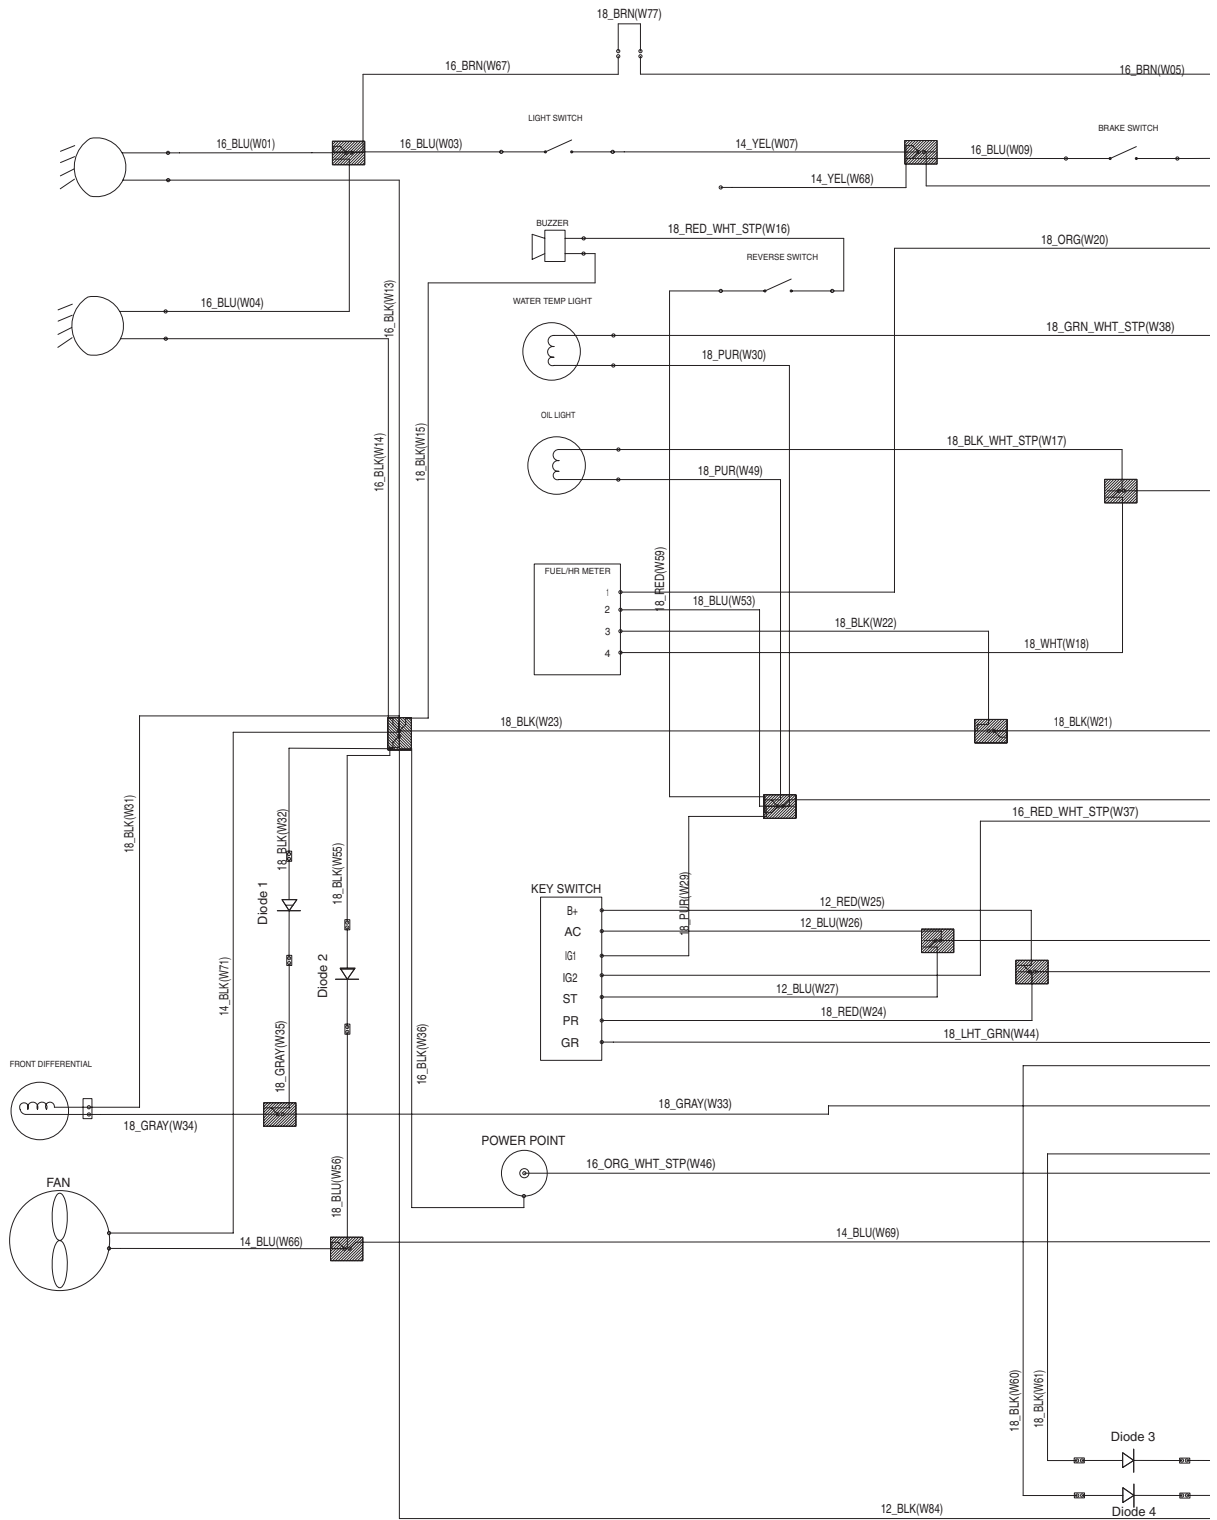 18_BRN(W77)
16_BRN(W67)
16_BRN(W05)
LIGHT SWITCH
BRAKE SWITCH
16_BLU(W01)
16_BLU(W03)
14_YEL(W07)
16_BLU(W09)
14_YEL(W68)
BUZZER
18_RED_WHT_STP(W16)
18_ORG(W20)
REVERSE SWITCH
16_BLK(W13)
16_BLU(W04)
WATER TEMP LIGHT
18_GRN_WHT_STP(W38)
18_PUR(W30)
OIL LIGHT
16_BLK(W14)
18_BLK(W15)
18_BLK_WHT_STP(W17)
18_PUR(W49)
18_RED(W59)
FUEL/HR METER
1
2
3
4
18_BLU(W53)
18_BLK(W22)
18_WHT(W18)
18_BLK(W23)
18_BLK(W21)
18_BLK(W31)
18_BLK(W32)
18_BLK(W55)
16_RED_WHT_STP(W37)
18_PUR(W29)
KEY SWITCH
B+
AC
IG1
IG2
ST
PR
GR
12_RED(W25)
12_BLU(W26)
12_BLU(W27)
18_RED(W24)
18_LHT_GRN(W44)
Diode 1
Diode 2
14_BLK(W71)
18_GRAY(W35)
16_BLK(W36)
FRONT DIFFERENTIAL
18_GRAY(W34)
18_GRAY(W33)
POWER POINT
16_ORG_WHT_STP(W46)
18_BLU(W56)
FAN
14_BLU(W66)
14_BLU(W69)
18_BLK(W60)
18_BLK(W61)
Diode 3
Diode 4
12_BLK(W84)